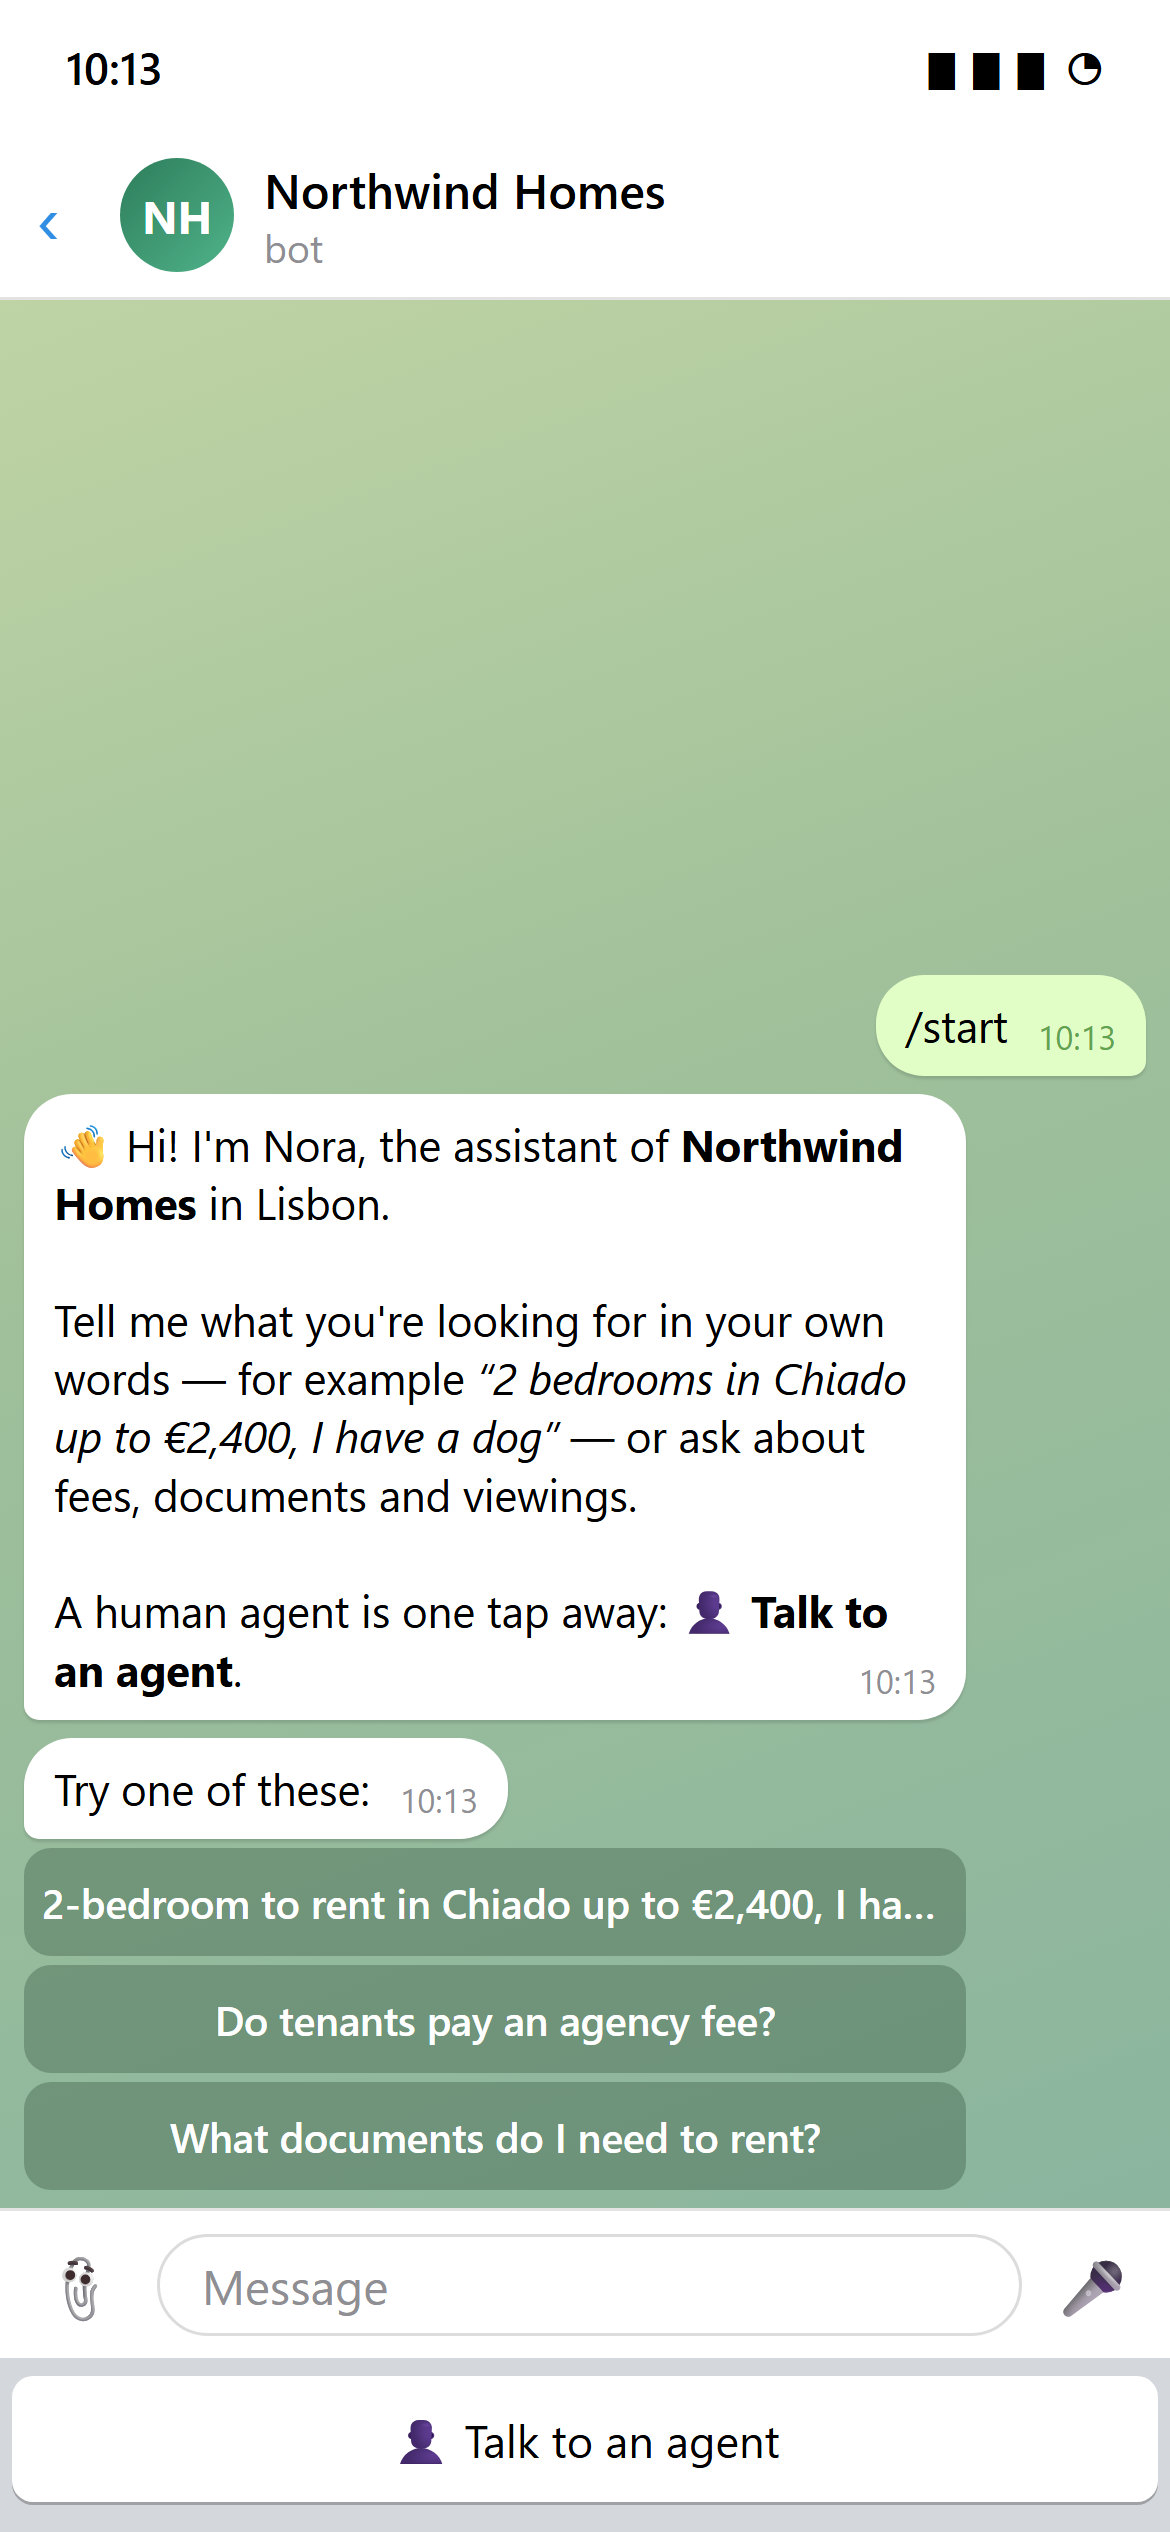 10:13
NH
Northwind Homes
bot
/start 10:13
👋 Hi! I'm Nora, the assistant of Northwind
Homes in Lisbon.
Tell me what you're looking for in your own
words — for example “2 bedrooms in Chiado
up to €2,400, I have a dog” — or ask about
fees, documents and viewings.
A human agent is one tap away: 👤 Talk to
an agent.
10:13
Try one of these: 10:13
2-bedroom to rent in Chiado up to €2,400, I ha...
Do tenants pay an agency fee?
What documents do I need to rent?
Message
👤 Talk to an agent